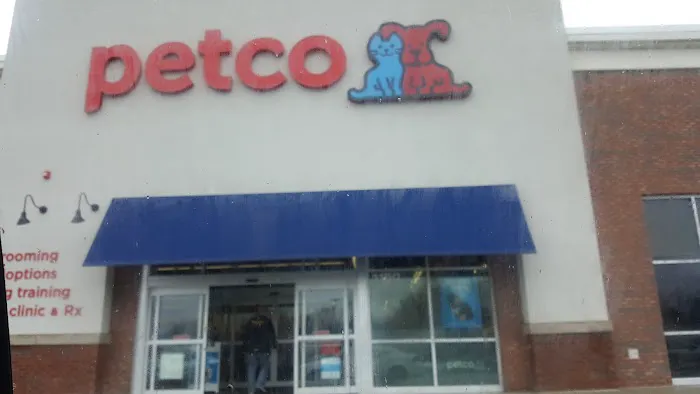 petco
rooming
options
g training
clinic & Rx
petco